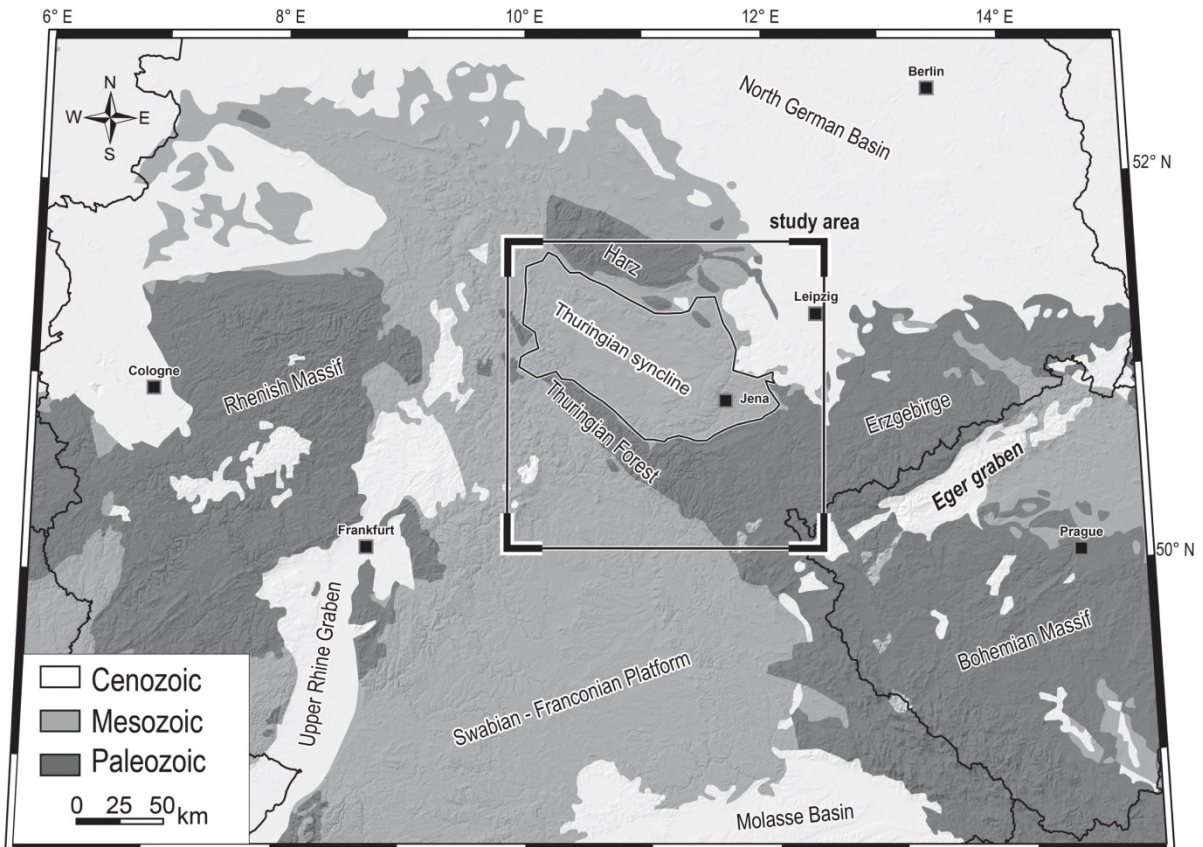 6° E
8° E
10° E
12° E
14° E
N
W
E
S
Berlin
North German Basin
52° N
study area
Harz
Leipzig
Thuringian syncline
Cologne
Rhenish Massif
Jena
Thuringian Forest
Erzgebirge
Eger graben
Frankfurt
Prague
50° N
Upper Rhine Graben
Bohemian Massif
Swabian - Franconian Platform
Cenozoic
Mesozoic
Paleozoic
0 25 50 km
Molasse Basin